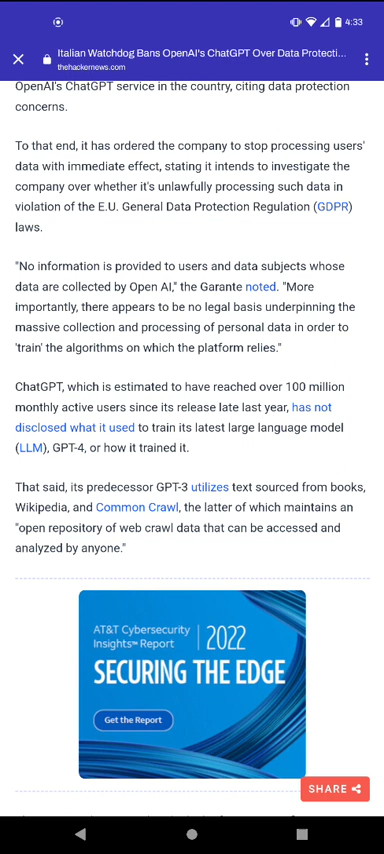 4:33
Italian Watchdog Bans OpenAI's ChatGPT Over Data Protecti...
thehackernews.com
OpenAI's ChatGPT service in the country, citing data protection
concerns.
To that end, it has ordered the company to stop processing users'
data with immediate effect, stating it intends to investigate the
company over whether it's unlawfully processing such data in
violation of the E.U. General Data Protection Regulation (GDPR)
laws.
"No information is provided to users and data subjects whose
data are collected by Open AI," the Garante noted. "More
importantly, there appears to be no legal basis underpinning the
massive collection and processing of personal data in order to
'train' the algorithms on which the platform relies."
ChatGPT, which is estimated to have reached over 100 million
monthly active users since its release late last year, has not
disclosed what it used to train its latest large language model
(LLM), GPT-4, or how it trained it.
That said, its predecessor GPT-3 utilizes text sourced from books,
Wikipedia, and Common Crawl, the latter of which maintains an
"open repository of web crawl data that can be accessed and
analyzed by anyone."
AT&T Cybersecurity
Insights™ Report
2022
SECURING THE EDGE
Get the Report
SHARE